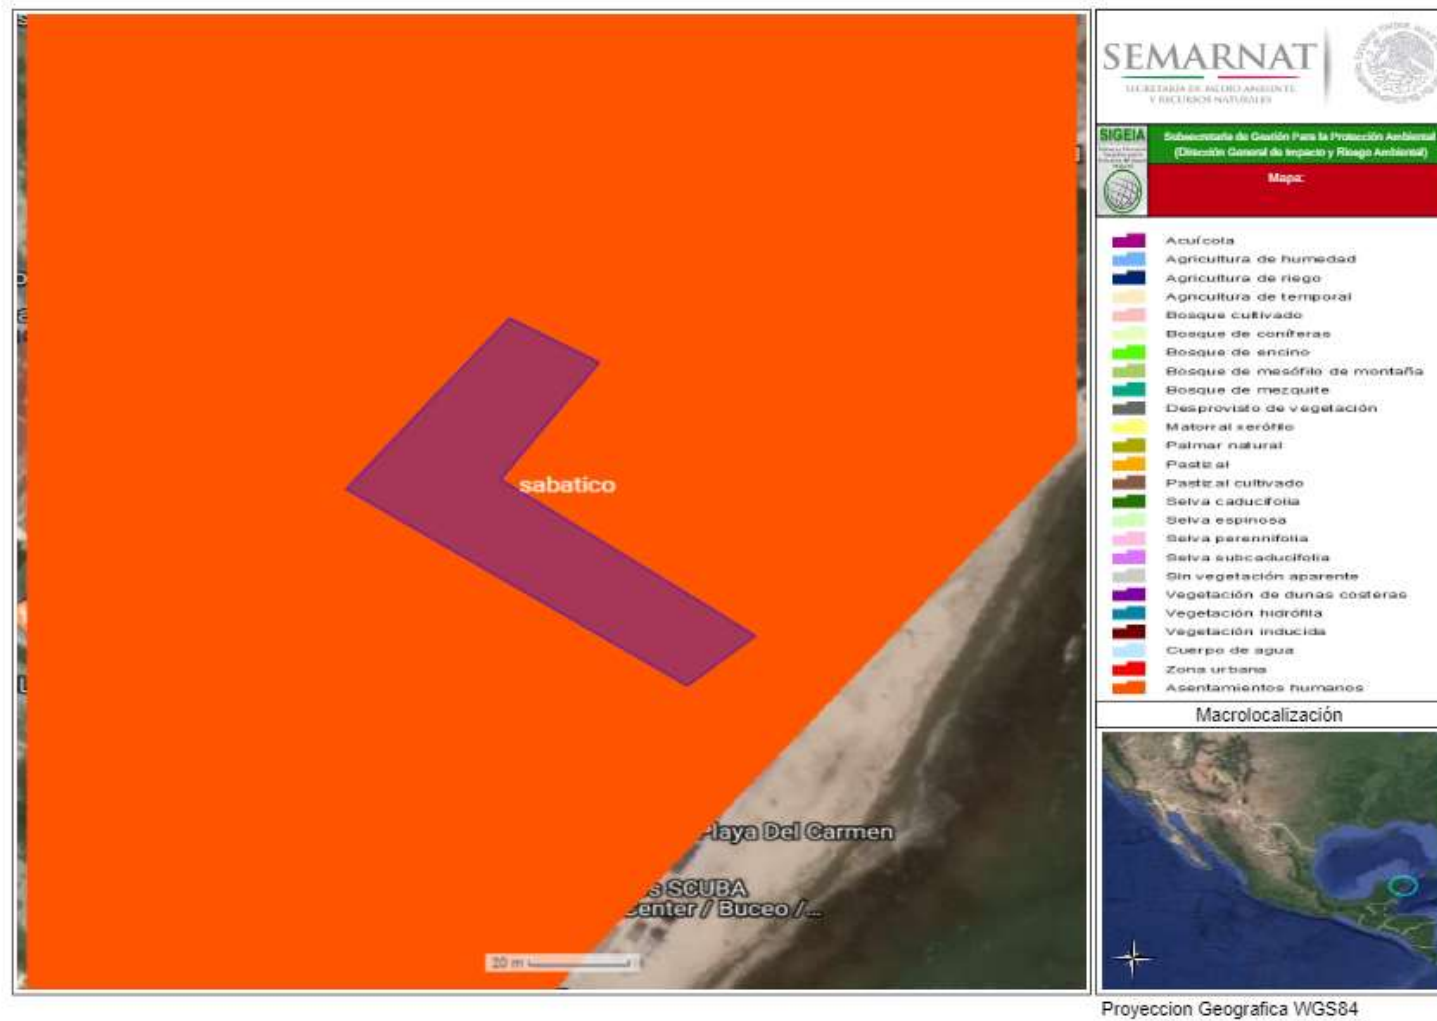 sabatico
Playa Del Carmen
s SCUBA
Center / Buceo /...
20 m
SEMARNAT
SECRETARÍA DE MEDIO AMBIENTE
Y RECURSOS NATURALES
SIGEIA
Subsecretaría de Gestión Para la Protección Ambiental
(Dirección General de Impacto y Riesgo Ambiental)
Mapa:
Acuícola
Agricultura de humedad
Agricultura de riego
Agricultura de temporal
Bosque cultivado
Bosque de coníferas
Bosque de encino
Bosque de mesófilo de montaña
Bosque de mezquite
Desprovisto de vegetación
Matorral xerófilo
Palmar natural
Pastizal
Pastizal cultivado
Selva caducifolia
Selva espinosa
Selva perennifolia
Selva subcaducifolia
Sin vegetación aparente
Vegetación de dunas costeras
Vegetación hidrófila
Vegetación inducida
Cuerpo de agua
Zona urbana
Asentamientos humanos
Macrolocalización
Proyeccion Geografica WGS84